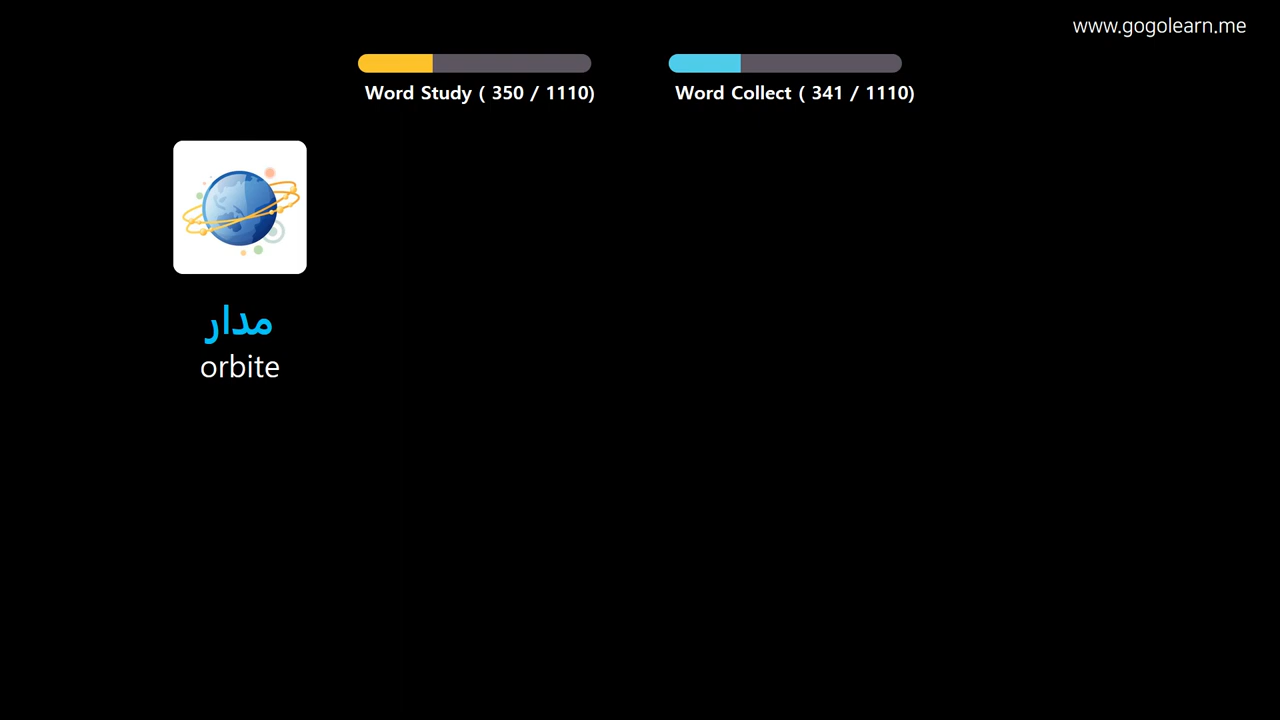 www.gogolearn.me
Word Study ( 350 / 1110)
Word Collect ( 341 / 1110)
مدار
orbite